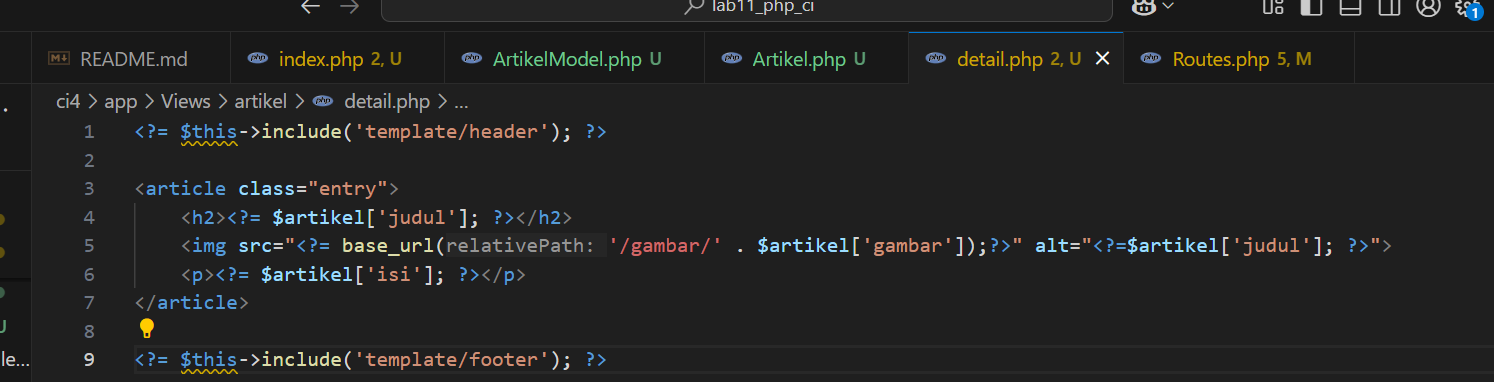 lab11_php_ci
1
README.md
index.php 2, U
ArtikelModel.php U
Artikel.php U
detail.php 2, U
Routes.php 5, M
ci4 > app > Views > artikel > detail.php > ...
1 <?= $this->include('template/header'); ?>
2
3 <article class="entry">
4 <h2><?= $artikel['judul']; ?></h2>
5 <img src="<?= base_url(relativePath: '/gambar/' . $artikel['gambar']);?>" alt="<?=$artikel['judul']; ?>">
6 <p><?= $artikel['isi']; ?></p>
7 </article>
8
U
le...
9 <?= $this->include('template/footer'); ?>